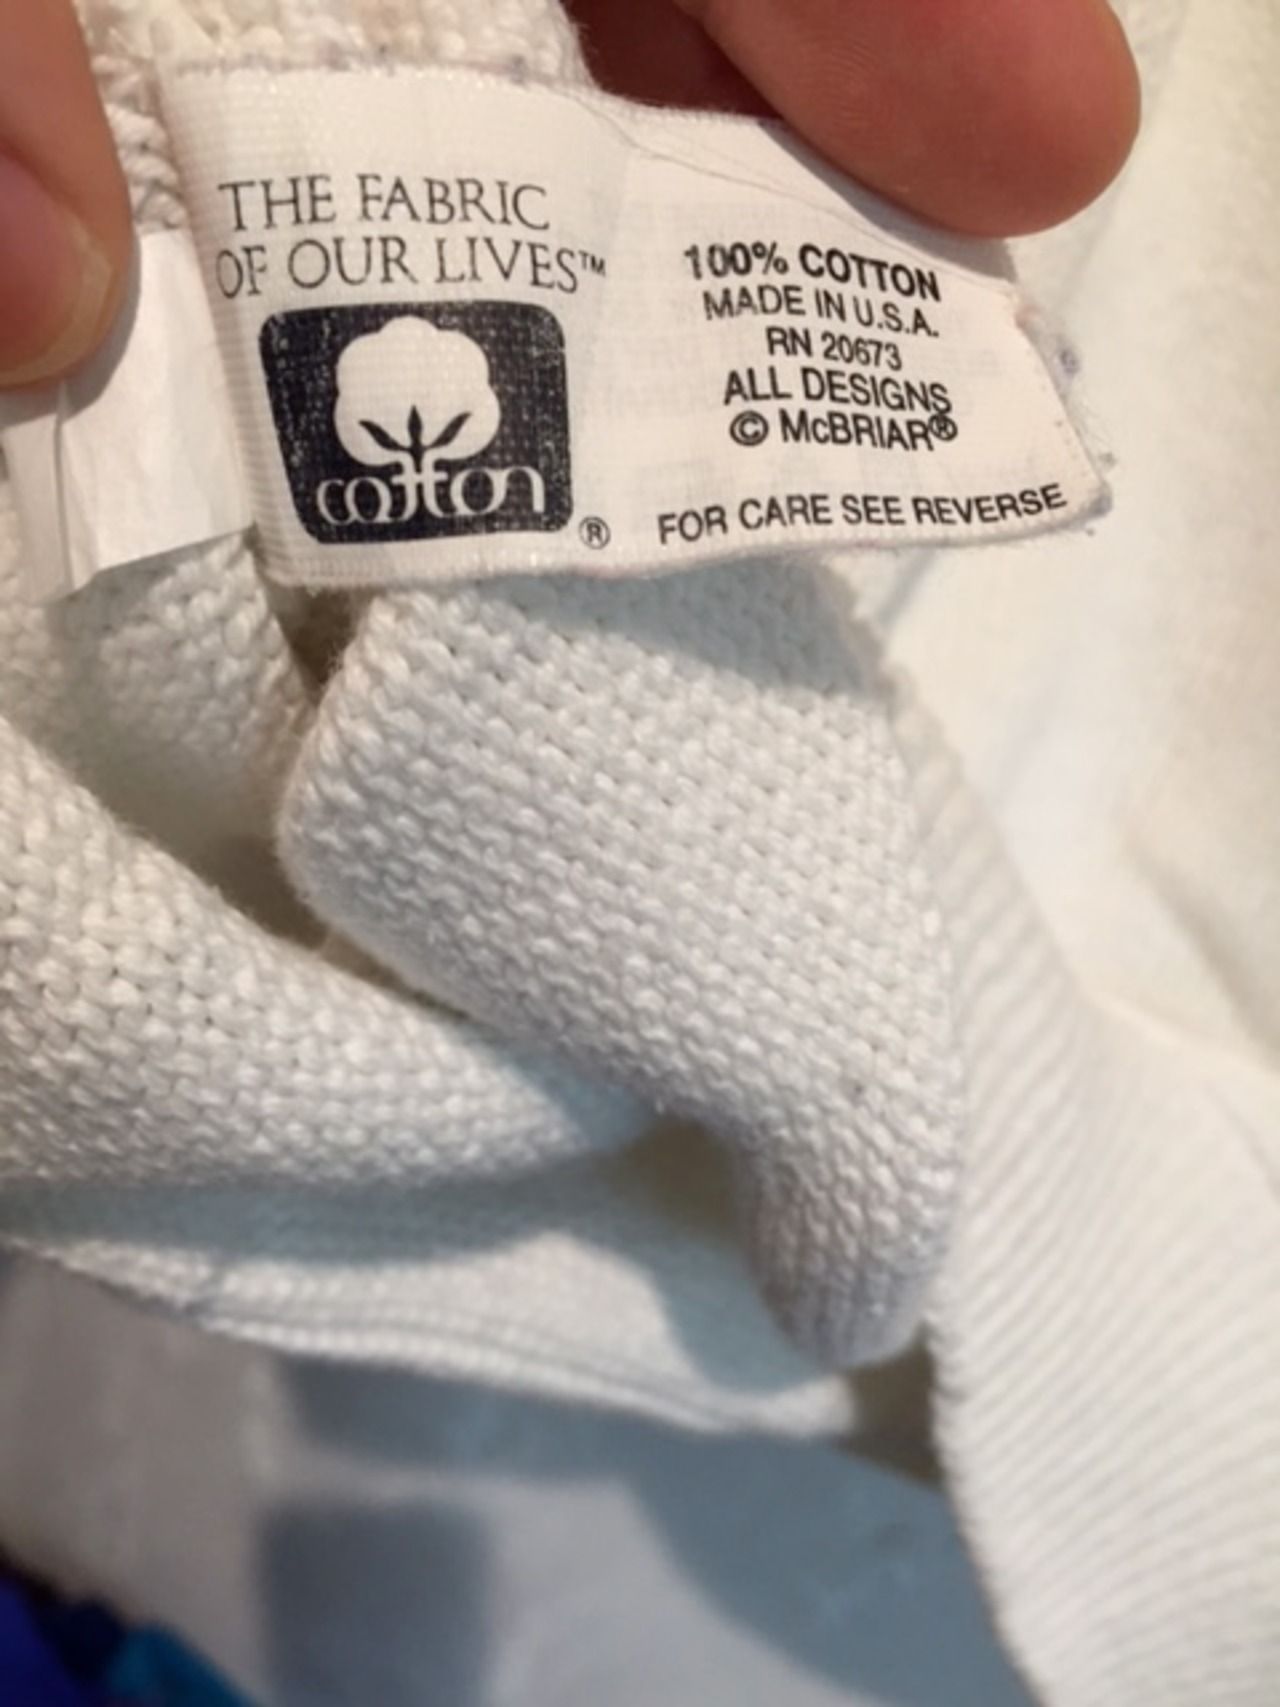 THE FABRIC
OF OUR LIVES™
cotton
®
100% COTTON
MADE IN U.S.A.
RN 20673
ALL DESIGNS
© McBRIAR®
FOR CARE SEE REVERSE